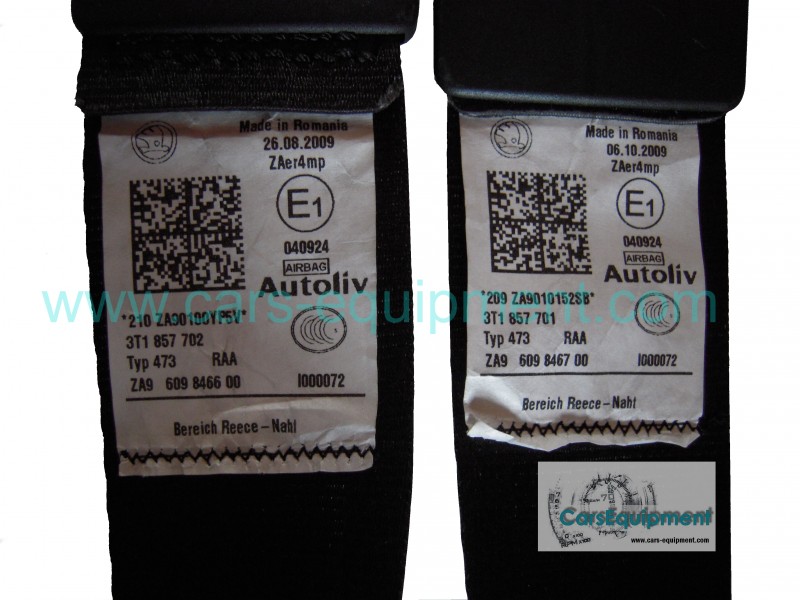 Made in Romania
26.08.2009
ZAer4mp
E1
040924
AIRBAG
Autoliv
*210 ZA90100YP5V*
3T1 857 702
Typ 473 RAA
ZA9 609 8466 00 I000072
Bereich Reece-Naht
Made in Romania
06.10.2009
ZAer4mp
E1
040924
AIRBAG
Autoliv
*209 ZA9010152SB*
3T1 857 701
Typ 473 RAA
ZA9 609 8467 00 I000072
Bereich Reece-Naht
www.cars-equipment.com
CarsEquipment
www.cars-equipment.com